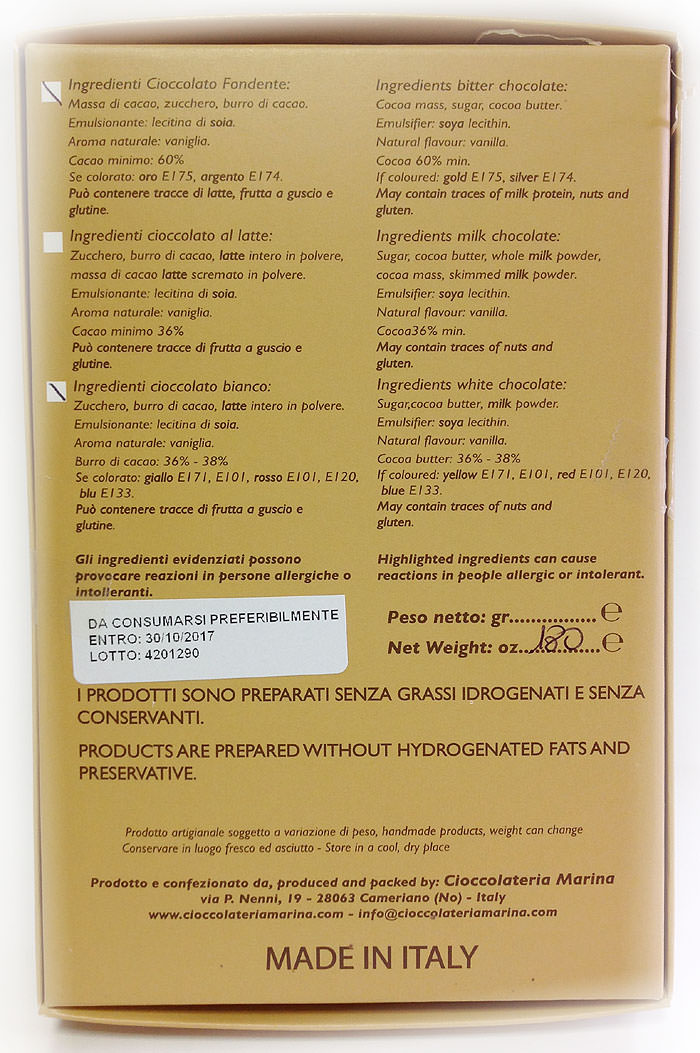 Ingredienti Cioccolato Fondente:
Massa di cacao, zucchero, burro di cacao.
Emulsionante: lecitina di soia.
Aroma naturale: vaniglia.
Cacao minimo: 60%
Se colorato: oro E175, argento E174.
Può contenere tracce di latte, frutta a guscio e
glutine.
Ingredienti cioccolato al latte:
Zucchero, burro di cacao, latte intero in polvere,
massa di cacao latte scremato in polvere.
Emulsionante: lecitina di soia.
Aroma naturale: vaniglia.
Cacao minimo 36%
Può contenere tracce di frutta a guscio e
glutine.
Ingredienti cioccolato bianco:
Zucchero, burro di cacao, latte intero in polvere.
Emulsionante: lecitina di soia.
Aroma naturale: vaniglia.
Burro di cacao: 36% - 38%
Se colorato: giallo E171, E101, rosso E101, E120,
blu E133.
Può contenere tracce di frutta a guscio e
glutine.
Gli ingredienti evidenziati possono
provocare reazioni in persone allergiche o
intolleranti.
Ingredients bitter chocolate:
Cocoa mass, sugar, cocoa butter.
Emulsifier: soya lecithin.
Natural flavour: vanilla.
Cocoa 60% min.
If coloured: gold E175, silver E174.
May contain traces of milk protein, nuts and
gluten.
Ingredients milk chocolate:
Sugar, cocoa butter, whole milk powder,
cocoa mass, skimmed milk powder.
Emulsifier: soya lecithin.
Natural flavour: vanilla.
Cocoa36% min.
May contain traces of nuts and
gluten.
Ingredients white chocolate:
Sugar,cocoa butter, milk powder.
Emulsifier: soya lecithin.
Natural flavour: vanilla.
Cocoa butter: 36% - 38%
If coloured: yellow E171, E101, red E101, E120,
blue E133.
May contain traces of nuts and
gluten.
Highlighted ingredients can cause
reactions in people allergic or intolerant.
DA CONSUMARSI PREFERIBILMENTE
ENTRO: 30/10/2017
LOTTO: 4201290
Peso netto: gr.................℮
Net Weight: oz...180...℮
I PRODOTTI SONO PREPARATI SENZA GRASSI IDROGENATI E SENZA
CONSERVANTI.
PRODUCTS ARE PREPARED WITHOUT HYDROGENATED FATS AND
PRESERVATIVE.
Prodotto artigianale soggetto a variazione di peso, handmade products, weight can change
Conservare in luogo fresco ed asciutto - Store in a cool, dry place
Prodotto e confezionato da, produced and packed by: Cioccolateria Marina
via P. Nenni, 19 - 28063 Cameriano (No) - Italy
www.cioccolateriamarina.com - info@cioccolateriamarina.com
MADE IN ITALY